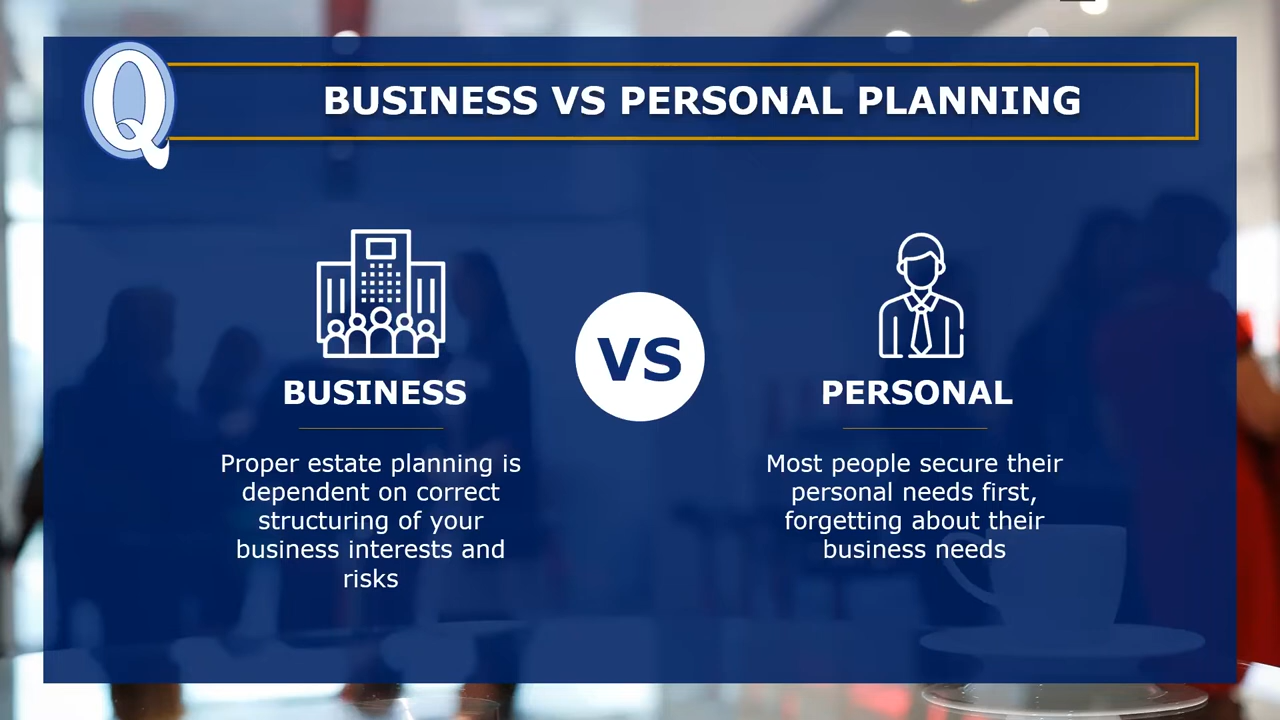 Q
BUSINESS VS PERSONAL PLANNING
VS
BUSINESS
Proper estate planning is
dependent on correct
structuring of your
business interests and
risks
PERSONAL
Most people secure their
personal needs first,
forgetting about their
business needs